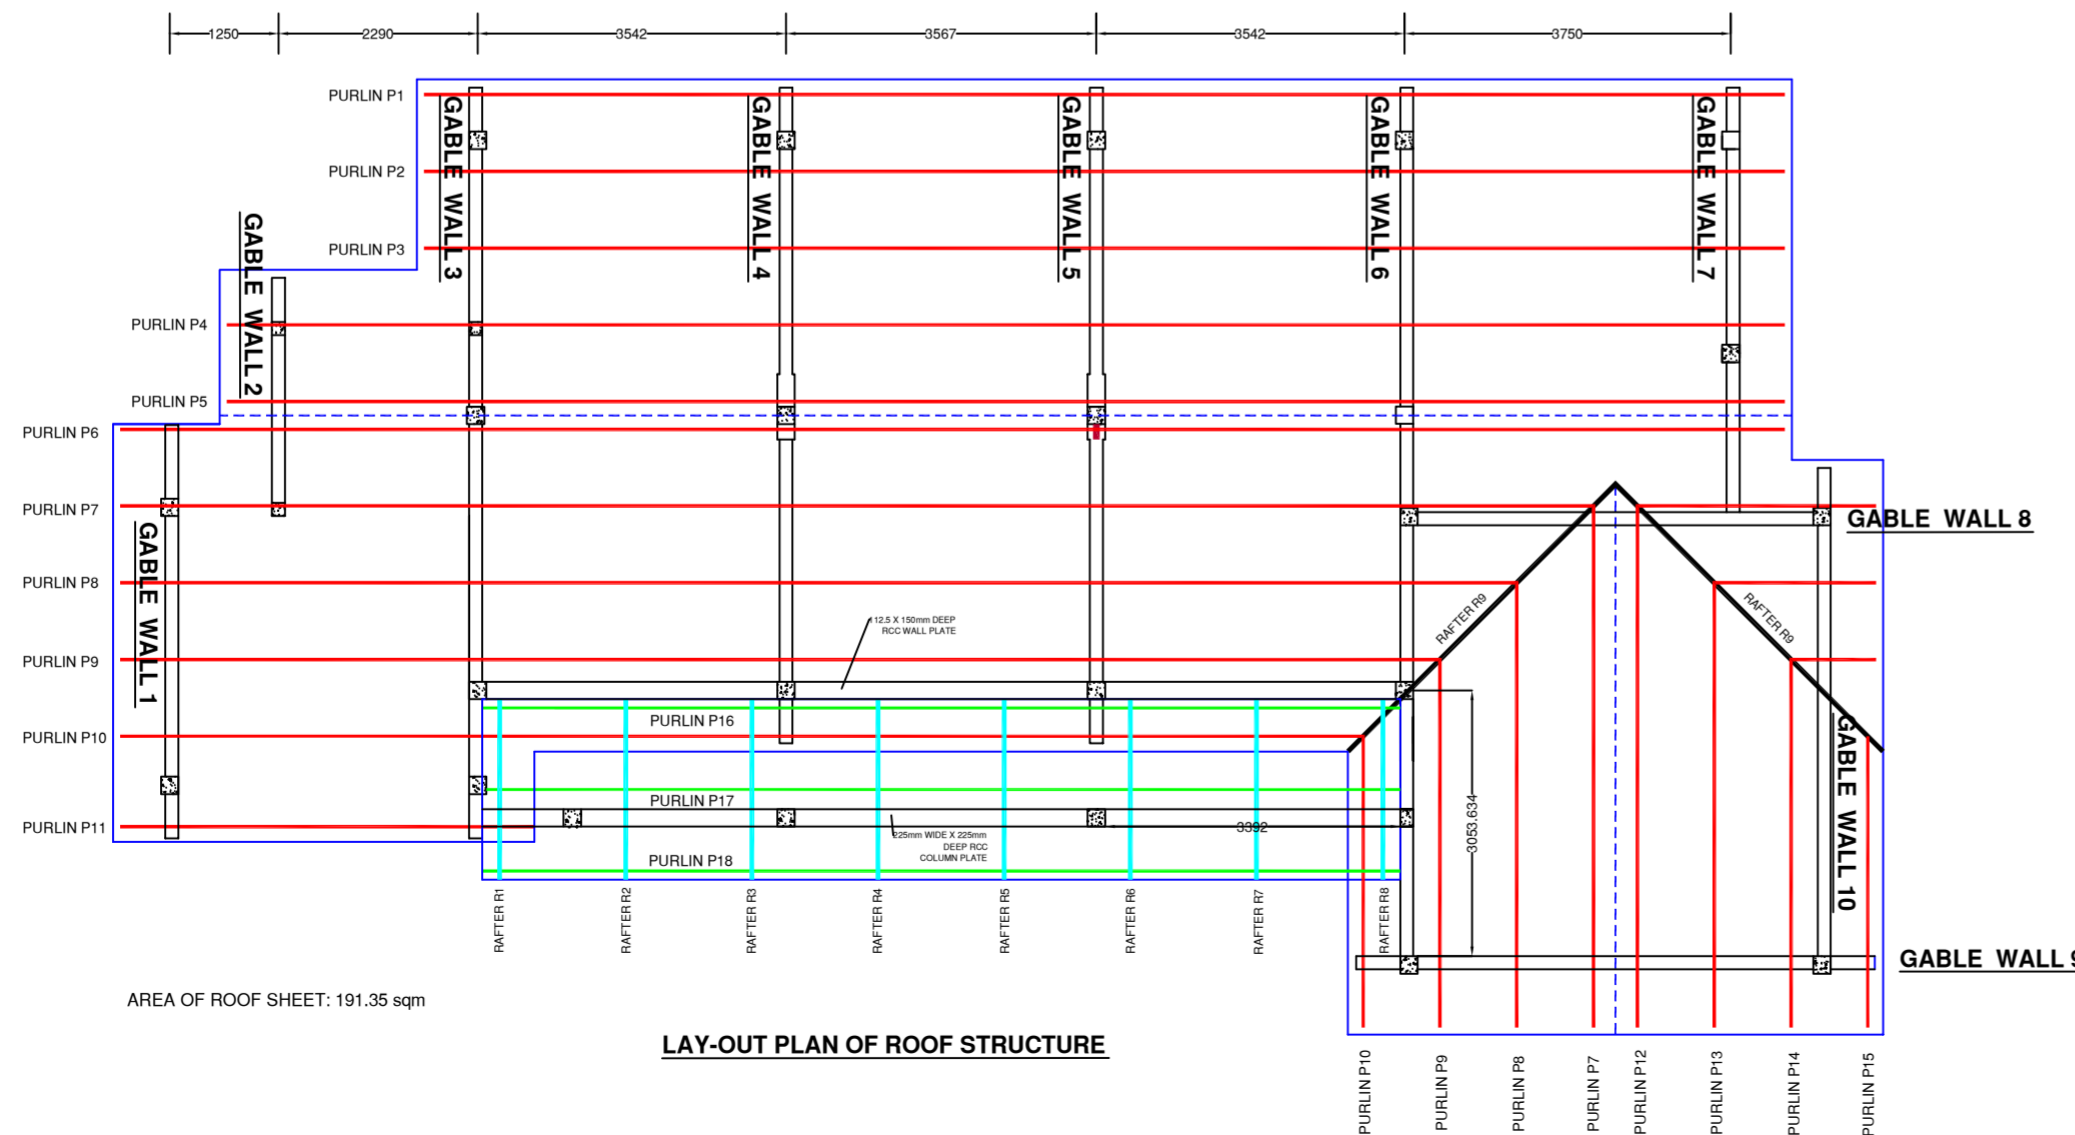 1250
2290
3542
3567
3542
3750
PURLIN P1
PURLIN P2
PURLIN P3
PURLIN P4
PURLIN P5
PURLIN P6
PURLIN P7
PURLIN P8
PURLIN P9
PURLIN P10
PURLIN P11
GABLE WALL 1
GABLE WALL 2
GABLE WALL 3
GABLE WALL 4
GABLE WALL 5
GABLE WALL 6
GABLE WALL 7
GABLE WALL 8
RAFTER R9
RAFTER R9
112.5 X 150mm DEEP
RCC WALL PLATE
PURLIN P16
PURLIN P17
225mm WIDE X 225mm
DEEP RCC
COLUMN PLATE
PURLIN P18
3392
3053.634
GABLE WALL 10
GABLE WALL 9
RAFTER R1
RAFTER R2
RAFTER R3
RAFTER R4
RAFTER R5
RAFTER R6
RAFTER R7
RAFTER R8
AREA OF ROOF SHEET: 191.35 sqm
LAY-OUT PLAN OF ROOF STRUCTURE
PURLIN P10
PURLIN P9
PURLIN P8
PURLIN P7
PURLIN P12
PURLIN P13
PURLIN P14
PURLIN P15